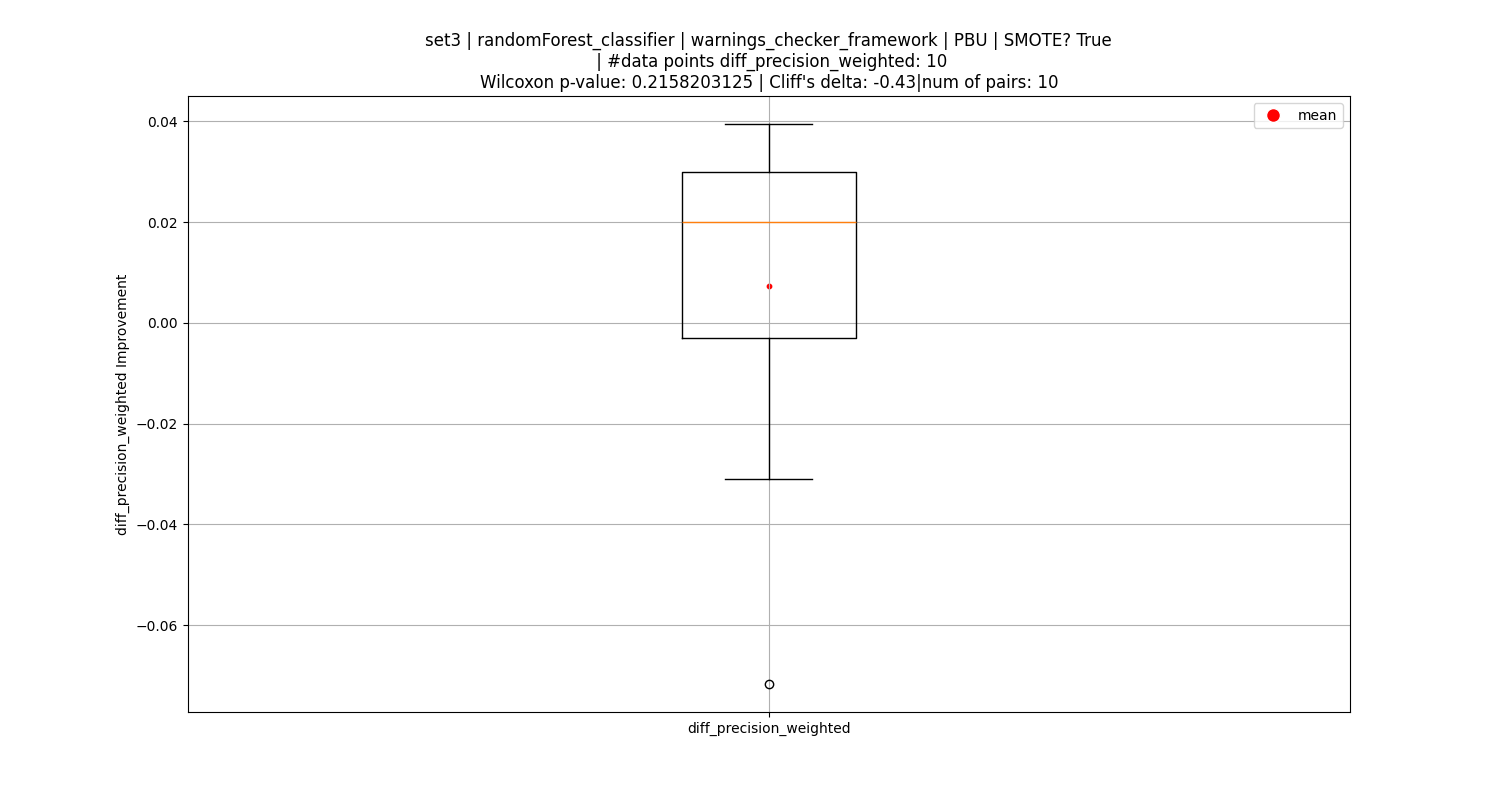 set3 | randomForest_classifier | warnings_checker_framework | PBU | SMOTE? True
| #data points diff_precision_weighted: 10
Wilcoxon p-value: 0.2158203125 | Cliff's delta: -0.43|num of pairs: 10
mean
0.04
0.02
0.00
−0.02
−0.04
−0.06
diff_precision_weighted Improvement
diff_precision_weighted